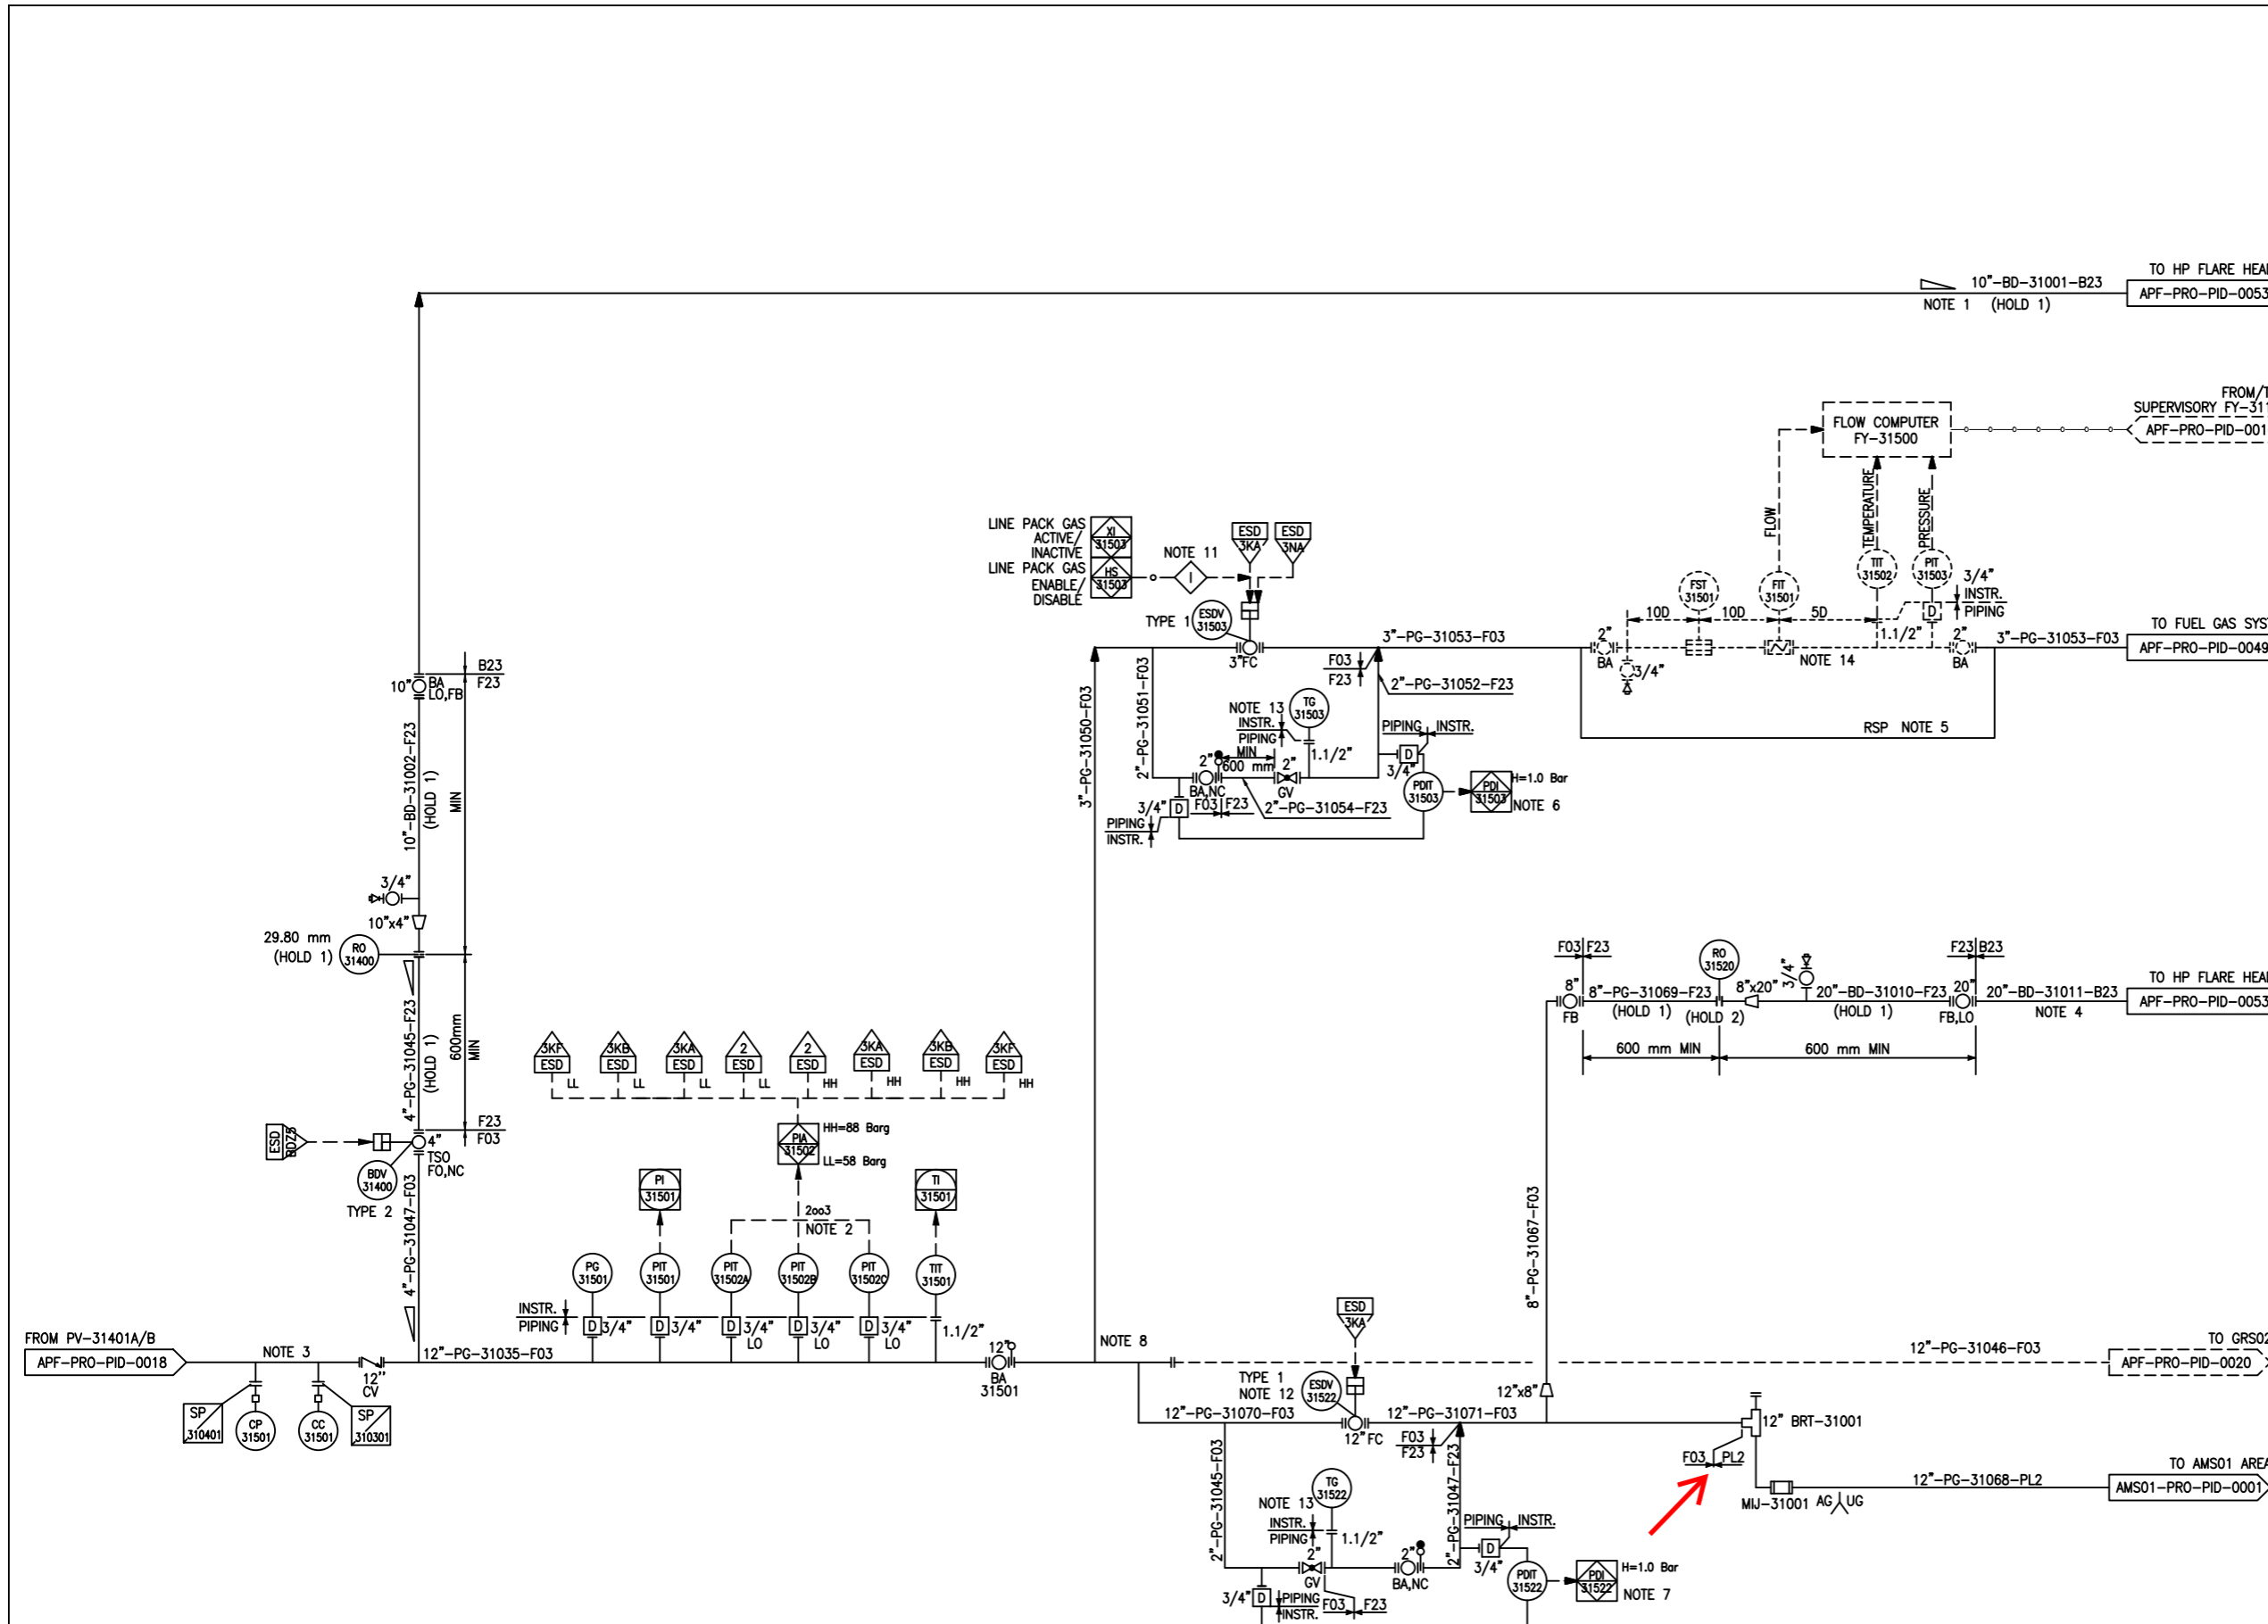 TO HP FLARE HEA
10"-BD-31001-B23
APF-PRO-PID-0053
NOTE 1 (HOLD 1)
FROM/T
SUPERVISORY FY-311
APF-PRO-PID-001
FLOW COMPUTER
FY-31500
FLOW
TEMPERATURE
PRESSURE
LINE PACK GAS
ACTIVE/
INACTIVE
XI
31503
LINE PACK GAS
ENABLE/
DISABLE
HS
31503
NOTE 11
I
ESD
3KA
ESD
3NA
TYPE 1
ESDV
31503
3"FC
FST
31501
FIT
31501
TIT
31502
PIT
31503
3/4"
INSTR.
PIPING
D
10D
10D
5D
1.1/2"
2"
BA
3/4"
NOTE 14
2"
BA
3"-PG-31053-F03
3"-PG-31053-F03
TO FUEL GAS SYS
APF-PRO-PID-0049
RSP NOTE 5
F03
F23
2"-PG-31052-F23
3"-PG-31050-F03
2"-PG-31051-F03
NOTE 13
INSTR.
PIPING
TG
31503
1.1/2"
MIN
600 mm
2"
BA,NC
2"
GV
F03 F23
2"-PG-31054-F23
3/4"
D
PIPING
INSTR.
PIPING INSTR.
D
3/4"
PDIT
31503
PDI
31503
H=1.0 Bar
NOTE 6
B23
F23
10"
BA
LO,FB
10"-BD-31002-F23
(HOLD 1)
MIN
3/4"
10"x4"
29.80 mm
(HOLD 1)
RO
31400
4"-PG-31045-F23
(HOLD 1)
600mm
MIN
F23
F03
ESD
BDZ5
4"
TSO
FO,NC
BDV
31400
TYPE 2
4"-PG-31047-F03
3KF
ESD
LL
3KB
ESD
LL
3KA
ESD
LL
2
ESD
LL
2
ESD
HH
3KA
ESD
HH
3KB
ESD
HH
3KF
ESD
HH
PIA
31502
HH=88 Barg
LL=58 Barg
PI
31501
TI
31501
2oo3
NOTE 2
PG
31501
PIT
31501
PIT
31502A
PIT
31502B
PIT
31502C
TIT
31501
INSTR.
PIPING
D 3/4"
D 3/4"
D 3/4"
LO
D 3/4"
LO
D 3/4"
LO
1.1/2"
FROM PV-31401A/B
APF-PRO-PID-0018
NOTE 3
12"
CV
12"-PG-31035-F03
12"
BA
31501
SP
310401
CP
31501
CC
31501
SP
310301
NOTE 8
F03 F23
RO
31520
3/4"
F23 B23
8"
FB
8"-PG-31069-F23
(HOLD 1)
(HOLD 2)
8"x20"
20"-BD-31010-F23
(HOLD 1)
20"
FB,LO
20"-BD-31011-B23
NOTE 4
TO HP FLARE HEA
APF-PRO-PID-0053
600 mm MIN
600 mm MIN
8"-PG-31067-F03
12"x8"
12"-PG-31046-F03
TO GRS02
APF-PRO-PID-0020
ESD
3KA
TYPE 1
NOTE 12
ESDV
31522
12"FC
12"-PG-31070-F03
12"-PG-31071-F03
F03
F23
12" BRT-31001
F03 PL2
12"-PG-31068-PL2
MIJ-31001 AG UG
TO AMS01 AREA
AMS01-PRO-PID-0001
2"-PG-31045-F03
2"-PG-31047-F23
NOTE 13
INSTR.
PIPING
TG
31522
1.1/2"
2"
GV
2"
BA,NC
3/4"
D
PIPING
INSTR.
F03 F23
PIPING INSTR.
D
3/4"
PDIT
31522
PDI
31522
H=1.0 Bar
NOTE 7